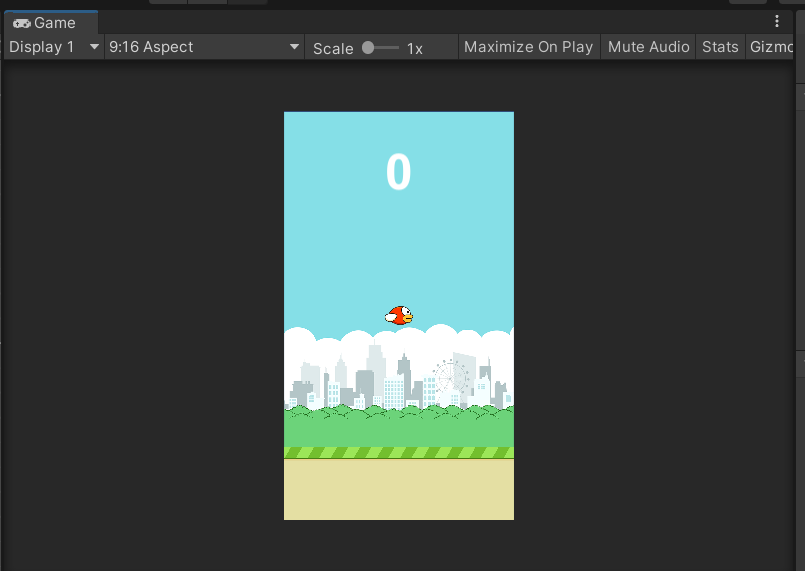 Game
Display 1 9:16 Aspect Scale 1x Maximize On Play Mute Audio Stats Gizmo
0